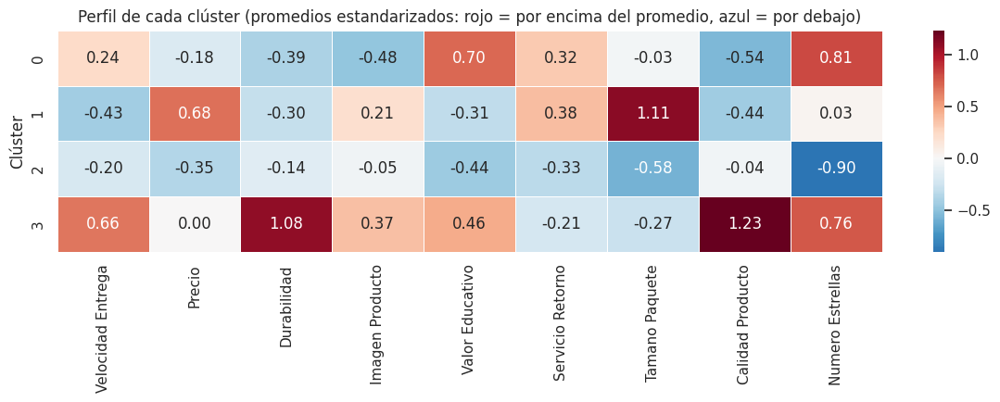 Perfil de cada clúster (promedios estandarizados: rojo = por encima del promedio, azul = por debajo)
Clúster
0 0.24 -0.18 -0.39 -0.48 0.70 0.32 -0.03 -0.54 0.81
1 -0.43 0.68 -0.30 0.21 -0.31 0.38 1.11 -0.44 0.03
2 -0.20 -0.35 -0.14 -0.05 -0.44 -0.33 -0.58 -0.04 -0.90
3 0.66 0.00 1.08 0.37 0.46 -0.21 -0.27 1.23 0.76
Velocidad Entrega
Precio
Durabilidad
Imagen Producto
Valor Educativo
Servicio Retorno
Tamano Paquete
Calidad Producto
Numero Estrellas
1.0
0.5
0.0
−0.5